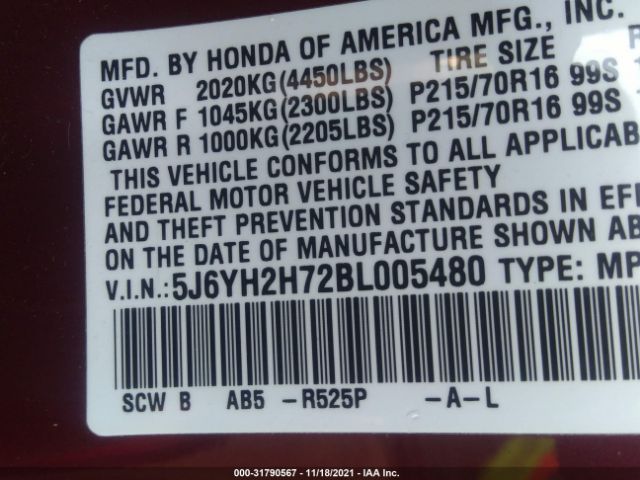 MFD. BY HONDA OF AMERICA MFG., INC.
GVWR 2020KG(4450LBS) TIRE SIZE
GAWR F 1045KG(2300LBS) P215/70R16 99S
GAWR R 1000KG(2205LBS) P215/70R16 99S
THIS VEHICLE CONFORMS TO ALL APPLICAB
FEDERAL MOTOR VEHICLE SAFETY
AND THEFT PREVENTION STANDARDS IN EFF
ON THE DATE OF MANUFACTURE SHOWN AB
V.I.N.:5J6YH2H72BL005480 TYPE: MP
SCW B AB5 -R525P -A-L
000-31790567 - 11/18/2021 - IAA Inc.